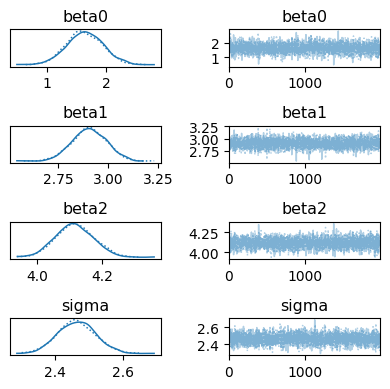 beta0 beta0
2
1
1 2 0 1000
beta1 beta1
3.25
3.00
2.75
2.75 3.00 3.25 0 1000
beta2 beta2
4.25
4.00
4.0 4.2 0 1000
sigma sigma
2.6
2.4
2.4 2.6 0 1000